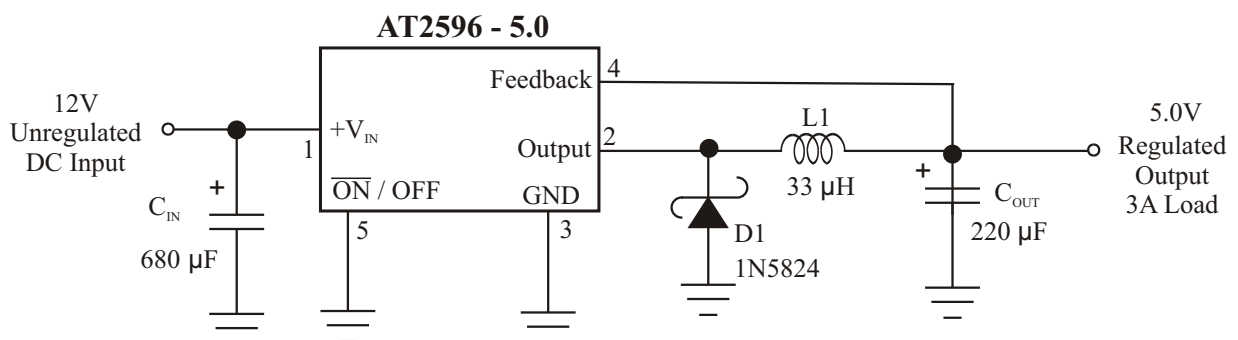 AT2596 - 5.0
Feedback
4
12V
Unregulated
DC Input
1
+VIN
Output
2
L1
33 µH
5.0V
Regulated
Output
3A Load
+
CIN
680 µF
ON / OFF
5
GND
3
D1
1N5824
+
COUT
220 µF